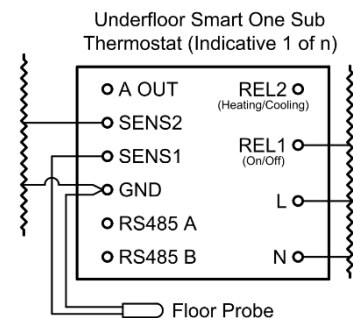 Underfloor Smart One Sub
Thermostat (Indicative 1 of n)
A OUT
REL2
(Heating/Cooling)
SENS2
SENS1
REL1
(On/Off)
GND
L
RS485 A
RS485 B
N
Floor Probe